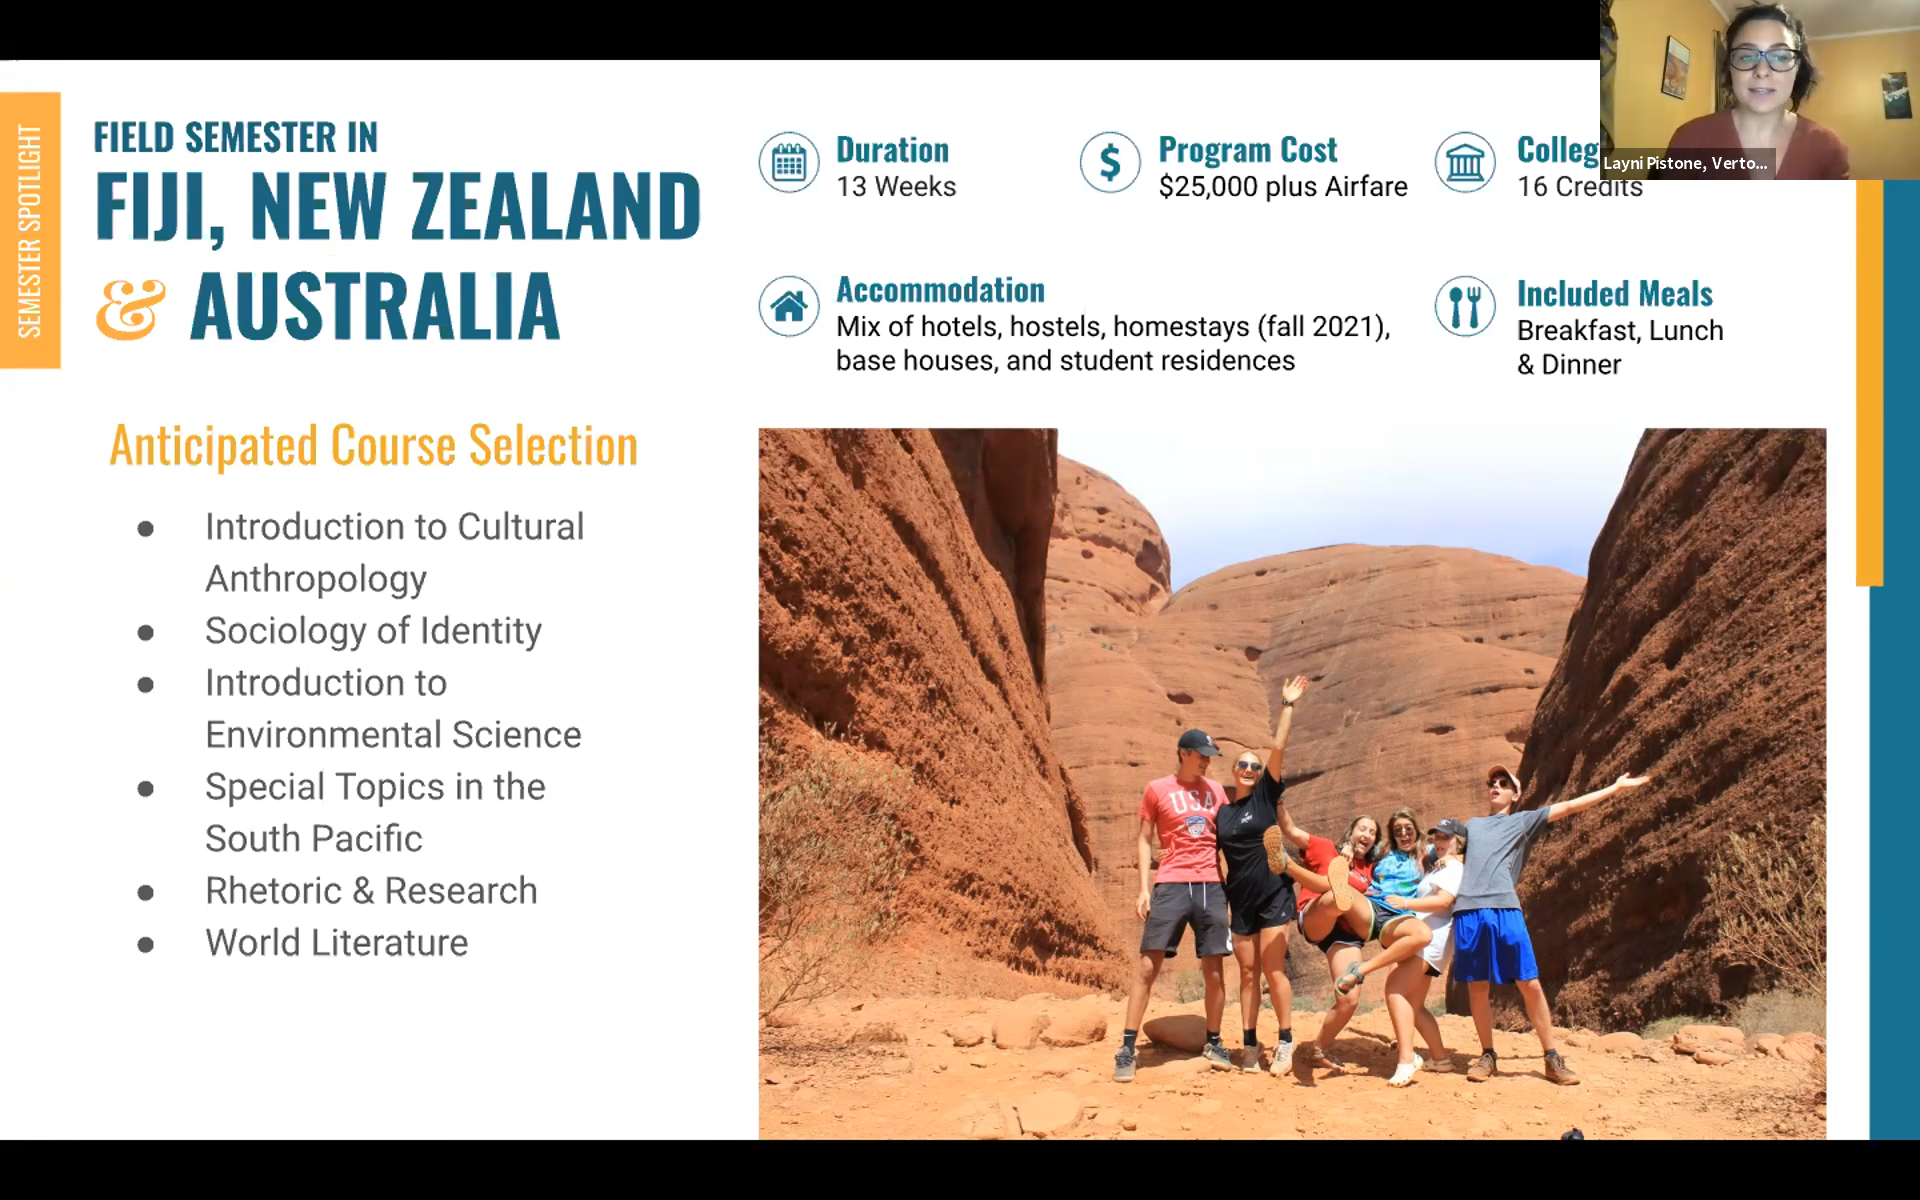 SEMESTER SPOTLIGHT
FIELD SEMESTER IN
FIJI, NEW ZEALAND
& AUSTRALIA
Duration
13 Weeks
Program Cost
$25,000 plus Airfare
16 Credits
Layni Pistone, Verto...
Accommodation
Mix of hotels, hostels, homestays (fall 2021),
base houses, and student residences
Included Meals
Breakfast, Lunch
& Dinner
Anticipated Course Selection
● Introduction to Cultural
Anthropology
● Sociology of Identity
● Introduction to
Environmental Science
● Special Topics in the
South Pacific
● Rhetoric & Research
● World Literature
USA